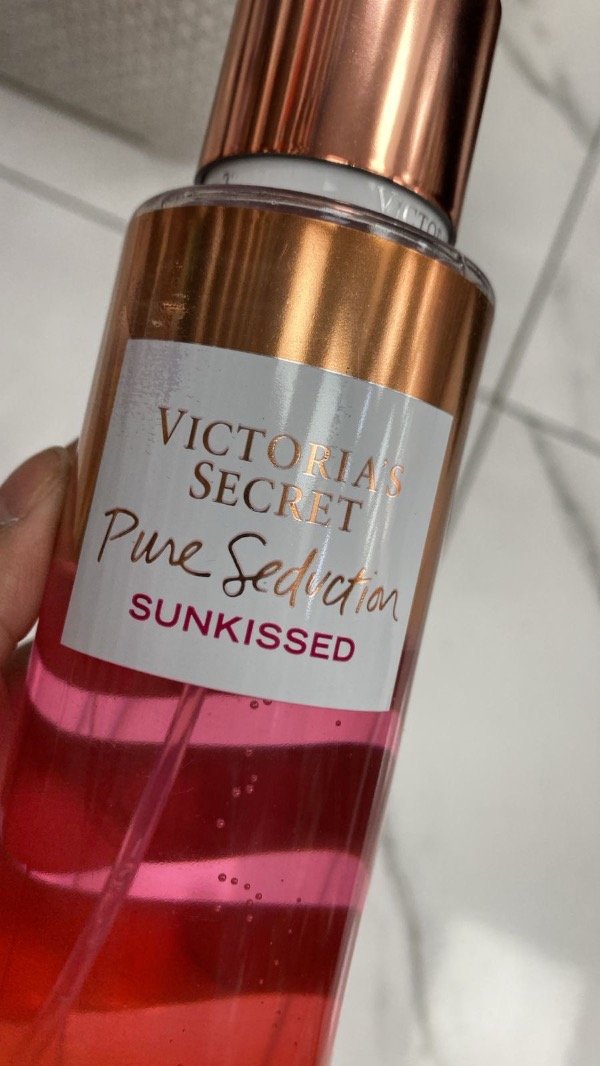 VICTORIA'S
SECRET
Pure Seduction
SUNKISSED